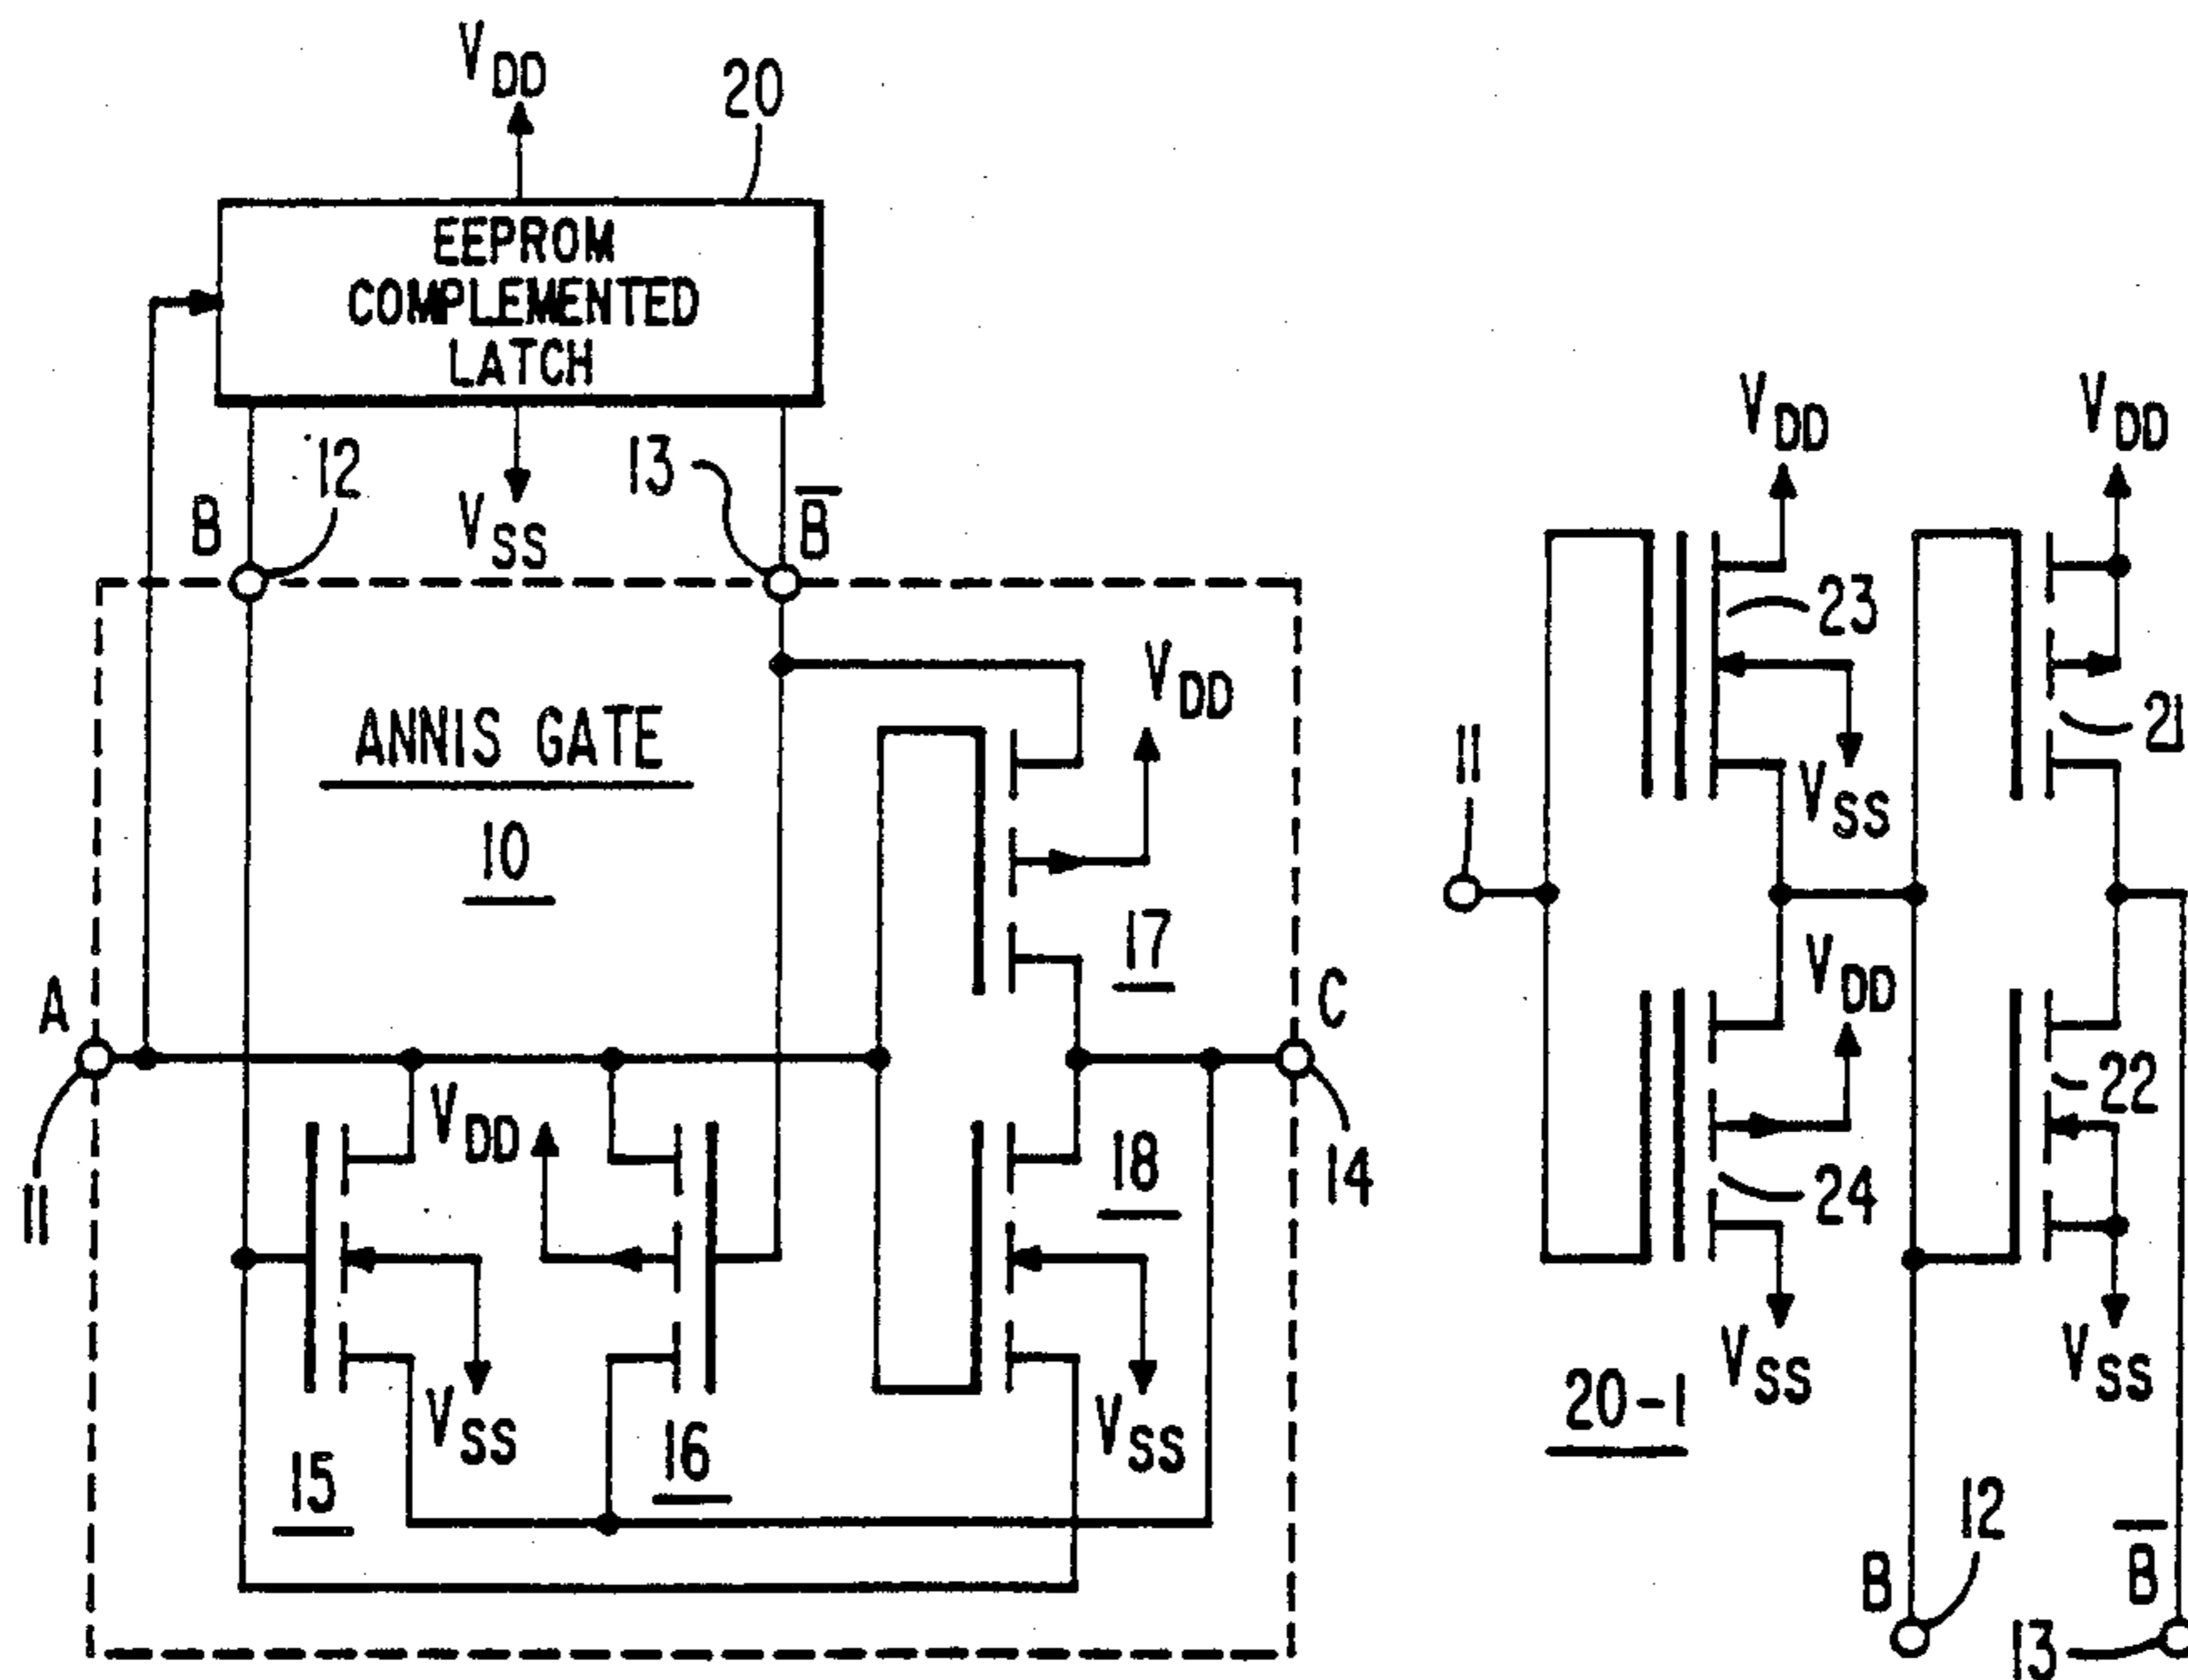 VDD
20
EEPROM
COMPLEMENTED
LATCH
B
12
VSS
13
B̅
ANNIS GATE
10
VDD
17
A
11
C
14
VDD
18
15
VSS
16
VSS
VDD
VDD
23
21
11
VSS
VDD
22
24
VSS
VSS
20-1
B
12
B̅
13